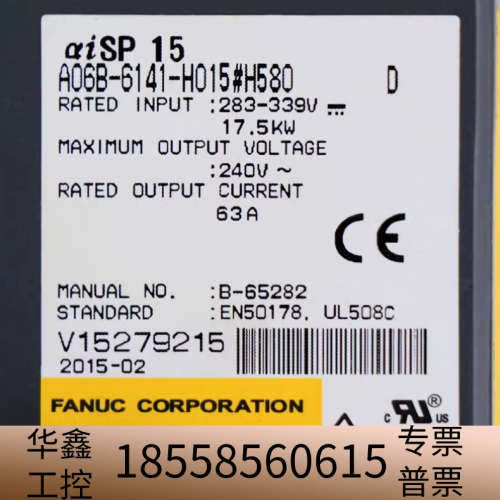 αiSP 15
A06B-6141-H015#H580 D
RATED INPUT :283-339V ⎓
17.5KW
MAXIMUM OUTPUT VOLTAGE
:240V ~
RATED OUTPUT CURRENT
63A
CE
MANUAL NO. :B-65282
STANDARD :EN50178, UL508C
V15279215
2015-02
FANUC CORPORATION
c RU ® us
华鑫工控
18558560615
专票
普票